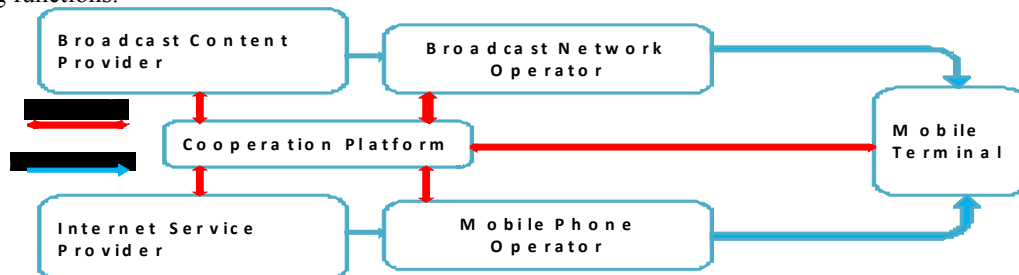 g functions.
Broadcast Content
Provider
Broadcast Network
Operator
Cooperation Platform
Mobile
Terminal
Internet Service
Provider
Mobile Phone
Operator